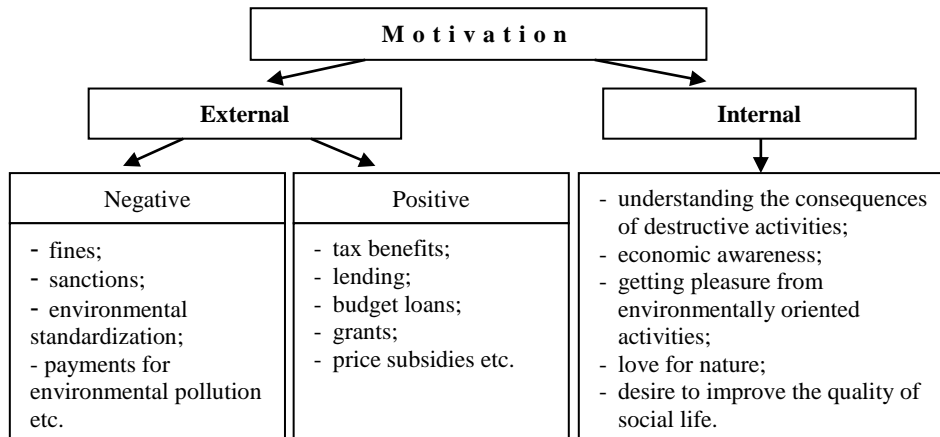 Motivation
External
Internal
Negative
- fines;
- sanctions;
- environmental
standardization;
- payments for
environmental pollution
etc.
Positive
- tax benefits;
- lending;
- budget loans;
- grants;
- price subsidies etc.
- understanding the consequences
of destructive activities;
- economic awareness;
- getting pleasure from
environmentally oriented
activities;
- love for nature;
- desire to improve the quality of
social life.